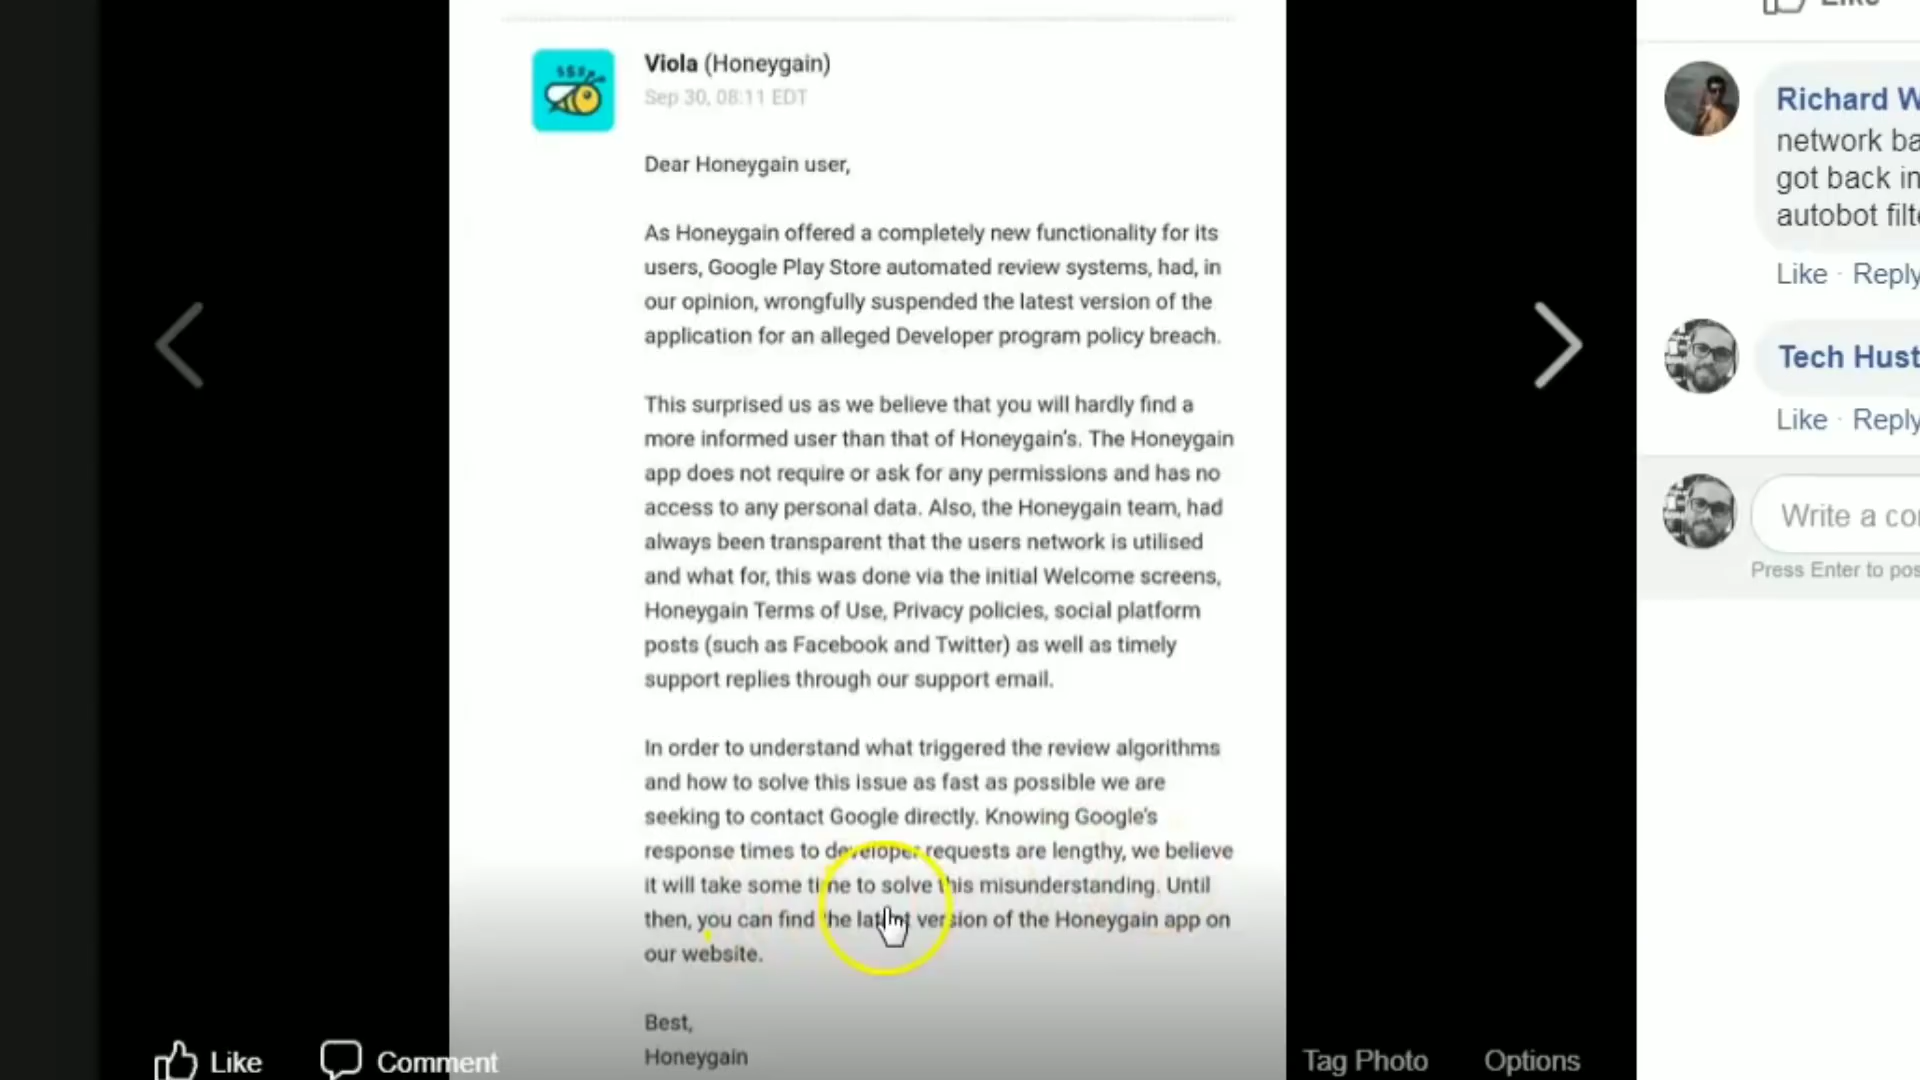 Viola (Honeygain)
Sep 30, 08:11 EDT
Dear Honeygain user,
As Honeygain offered a completely new functionality for its
users, Google Play Store automated review systems, had, in
our opinion, wrongfully suspended the latest version of the
application for an alleged Developer program policy breach.
This surprised us as we believe that you will hardly find a
more informed user than that of Honeygain's. The Honeygain
app does not require or ask for any permissions and has no
access to any personal data. Also, the Honeygain team, had
always been transparent that the users network is utilised
and what for, this was done via the initial Welcome screens,
Honeygain Terms of Use, Privacy policies, social platform
posts (such as Facebook and Twitter) as well as timely
support replies through our support email.
In order to understand what triggered the review algorithms
and how to solve this issue as fast as possible we are
seeking to contact Google directly. Knowing Google's
response times to developer requests are lengthy, we believe
it will take some time to solve this misunderstanding. Until
then, you can find the latest version of the Honeygain app on
our website.
Best,
Honeygain
Like
Comment
Tag Photo
Options
Like
Richard W
network ba
got back in
autobot filt
Like · Reply
Tech Hust
Like · Reply
Write a co
Press Enter to pos
$$$